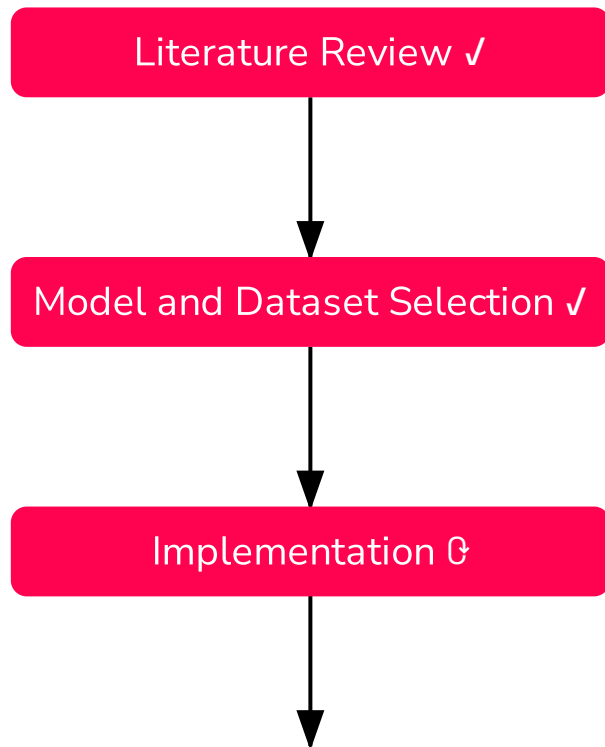 Literature Review ✓
Model and Dataset Selection ✓
Implementation ⟳